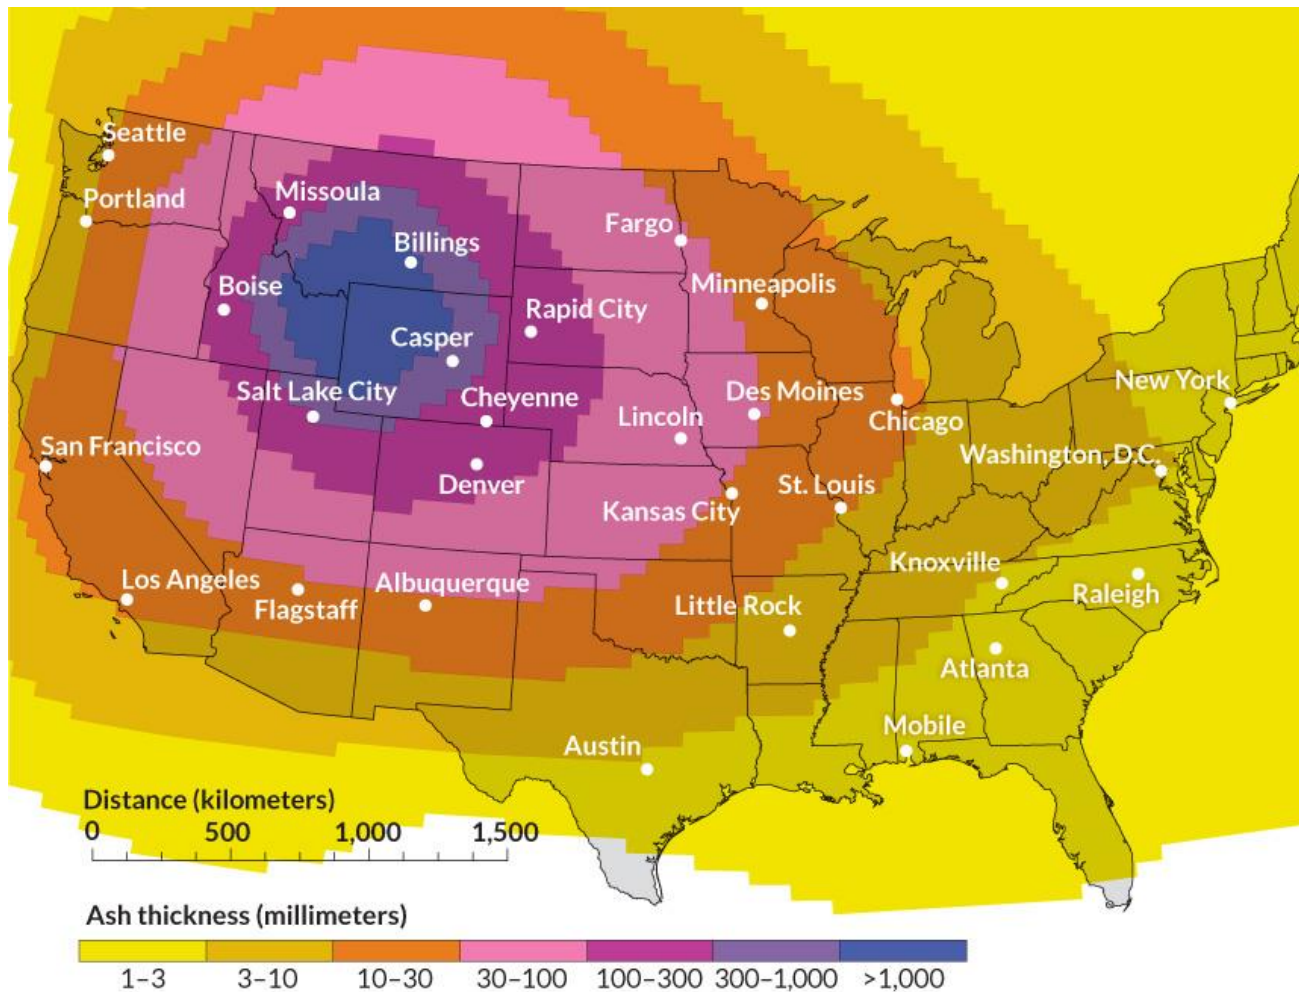 Seattle
Portland
Missoula
Fargo
Billings
Boise
Minneapolis
Rapid City
Casper
Salt Lake City
Cheyenne
Des Moines
New York
Lincoln
Chicago
San Francisco
Washington, D.C.
Denver
St. Louis
Kansas City
Knoxville
Los Angeles
Albuquerque
Flagstaff
Raleigh
Little Rock
Atlanta
Mobile
Austin
Distance (kilometers)
0 500 1,000 1,500
Ash thickness (millimeters)
1–3 3–10 10–30 30–100 100–300 300–1,000 >1,000